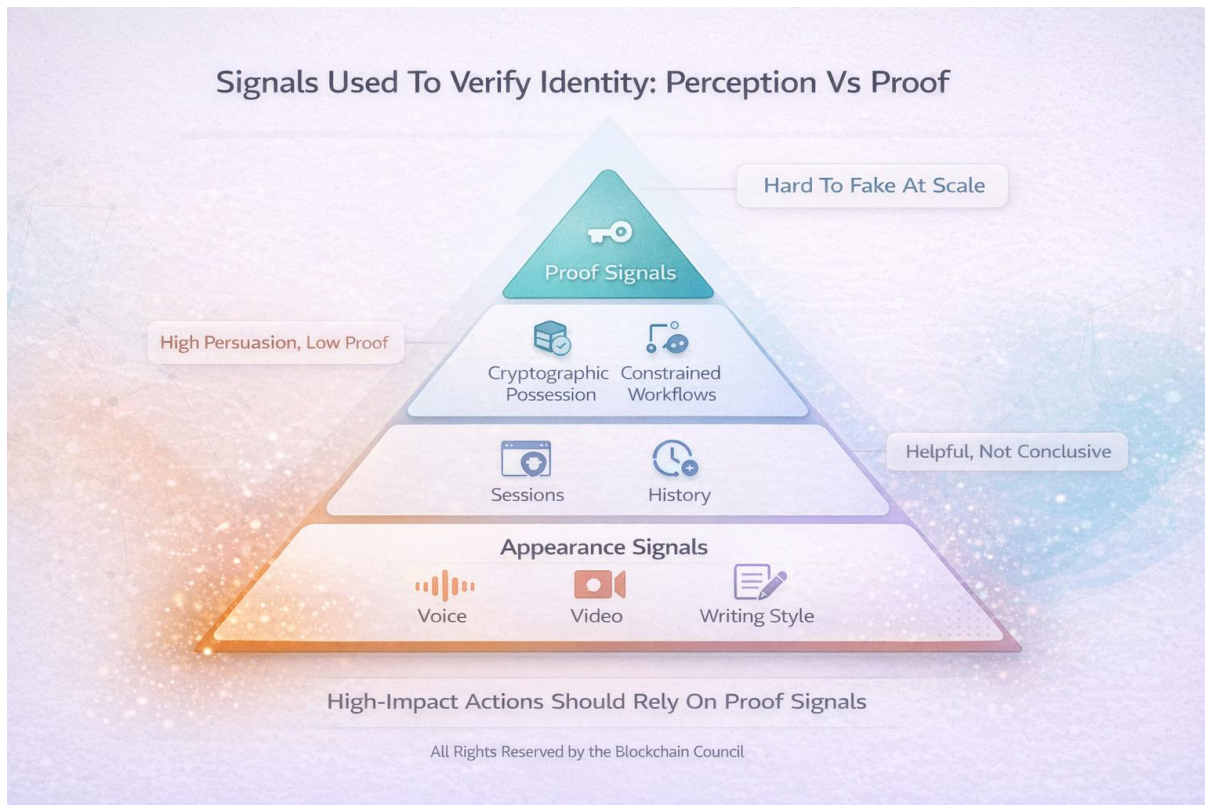 Signals Used To Verify Identity: Perception Vs Proof
Hard To Fake At Scale
Proof Signals
High Persuasion, Low Proof
Cryptographic Possession
Constrained Workflows
Helpful, Not Conclusive
Sessions
History
Appearance Signals
Voice
Video
Writing Style
High-Impact Actions Should Rely On Proof Signals
All Rights Reserved by the Blockchain Council